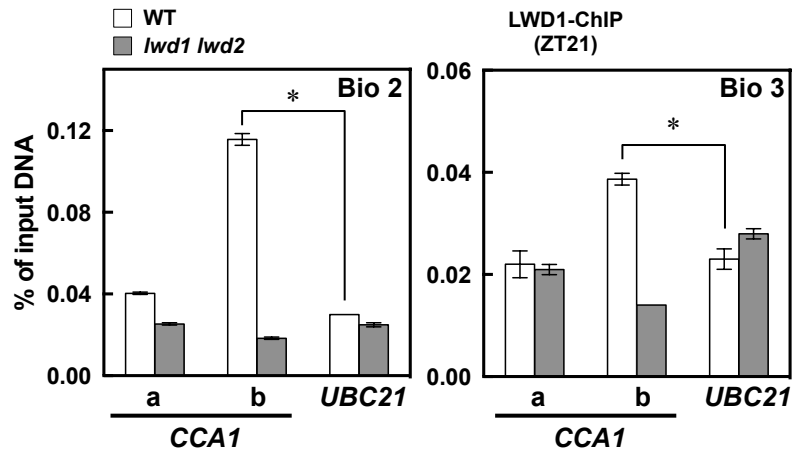 WT
lwd1 lwd2
LWD1-ChIP
(ZT21)
% of input DNA
Bio 2
*
0.12
0.08
0.04
0.00
a b UBC21
CCA1
Bio 3
*
0.06
0.04
0.02
0.00
a b UBC21
CCA1